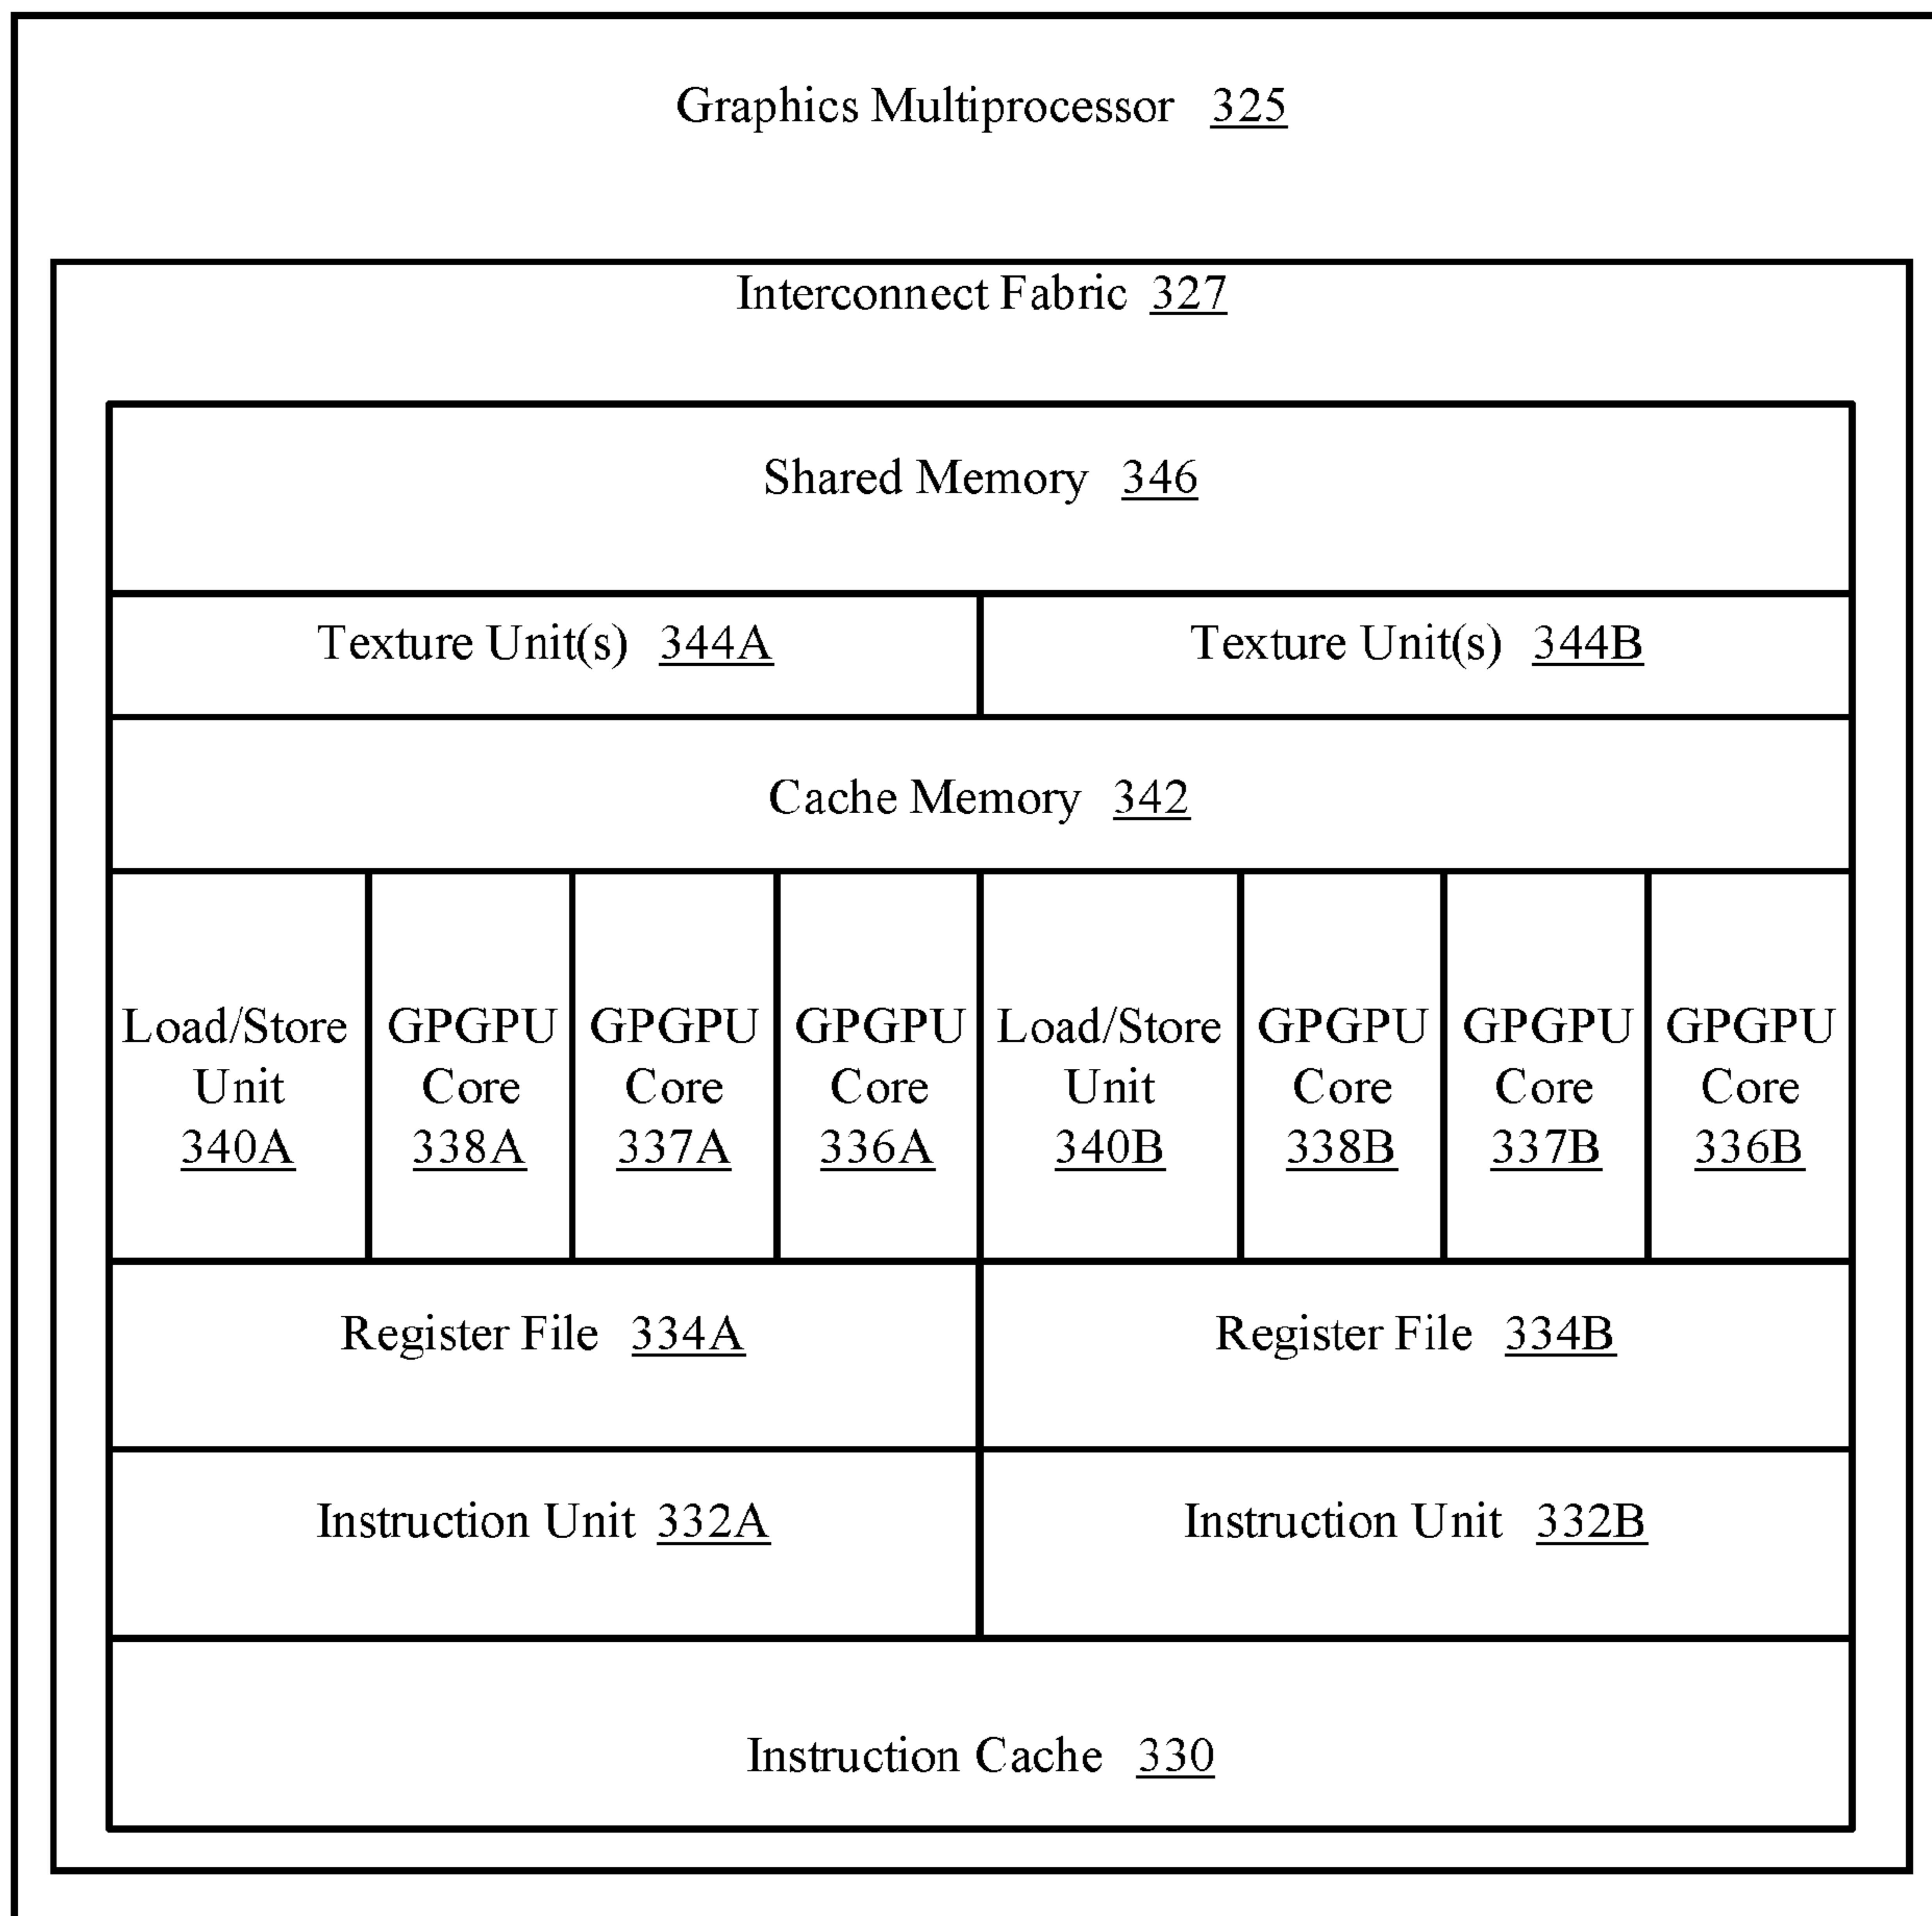 Graphics Multiprocessor 325
Interconnect Fabric 327
Shared Memory 346
Texture Unit(s) 344A
Texture Unit(s) 344B
Cache Memory 342
Load/Store
Unit
340A
GPGPU
Core
338A
GPGPU
Core
337A
GPGPU
Core
336A
Load/Store
Unit
340B
GPGPU
Core
338B
GPGPU
Core
337B
GPGPU
Core
336B
Register File 334A
Register File 334B
Instruction Unit 332A
Instruction Unit 332B
Instruction Cache 330